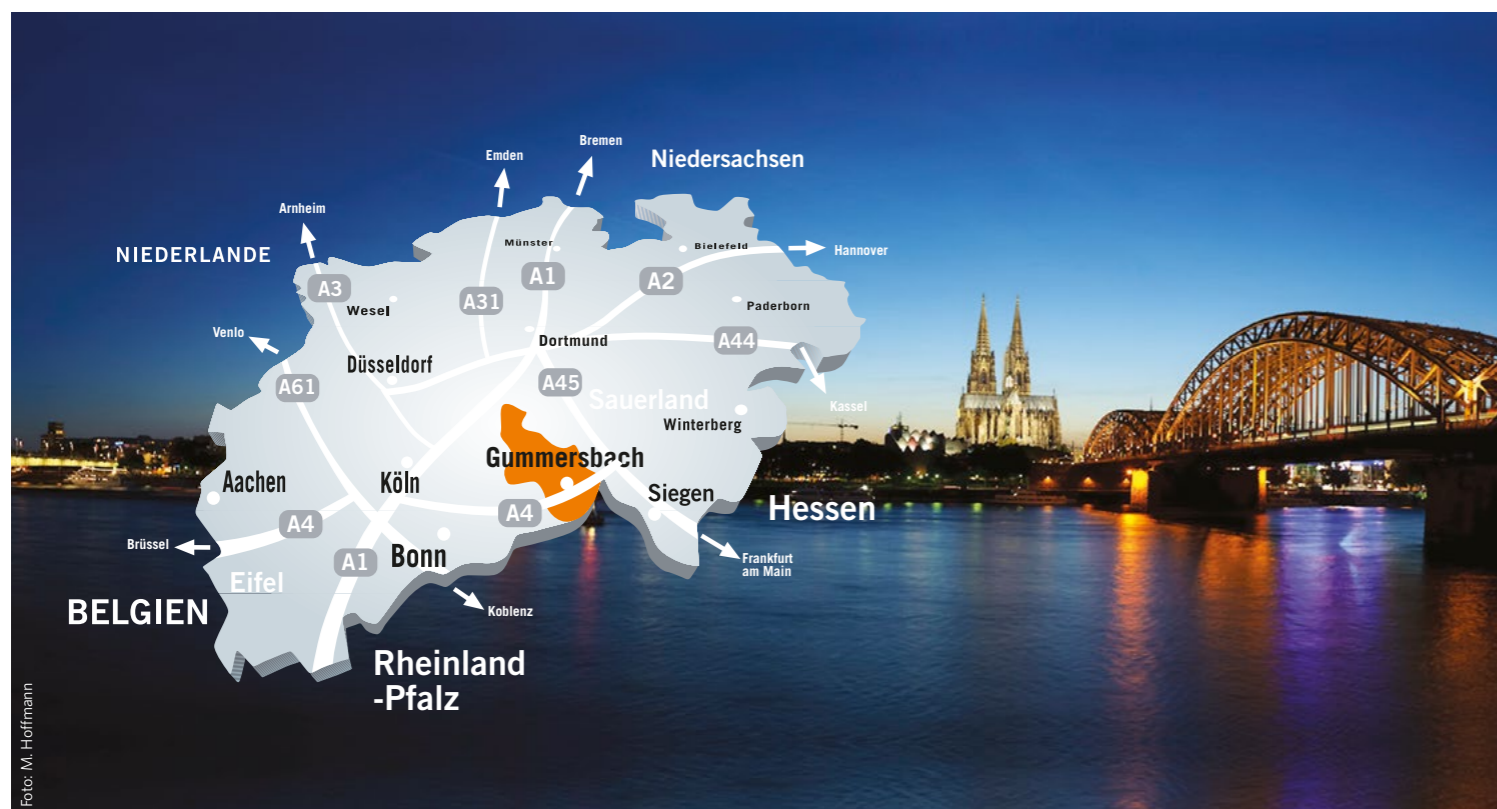 Bremen
Emden
Niedersachsen
Arnheim
NIEDERLANDE
Münster
Bielefeld
Hannover
A3
A31
A1
A2
Wesel
Paderborn
Venlo
Düsseldorf
Dortmund
A44
A61
A45
Sauerland
Kassel
Winterberg
Gummersbach
Aachen
Köln
Siegen
Hessen
A4
A4
Brüssel
A1
Bonn
Frankfurt
am Main
Eifel
BELGIEN
Koblenz
Rheinland
-Pfalz
Foto: M. Hoffmann